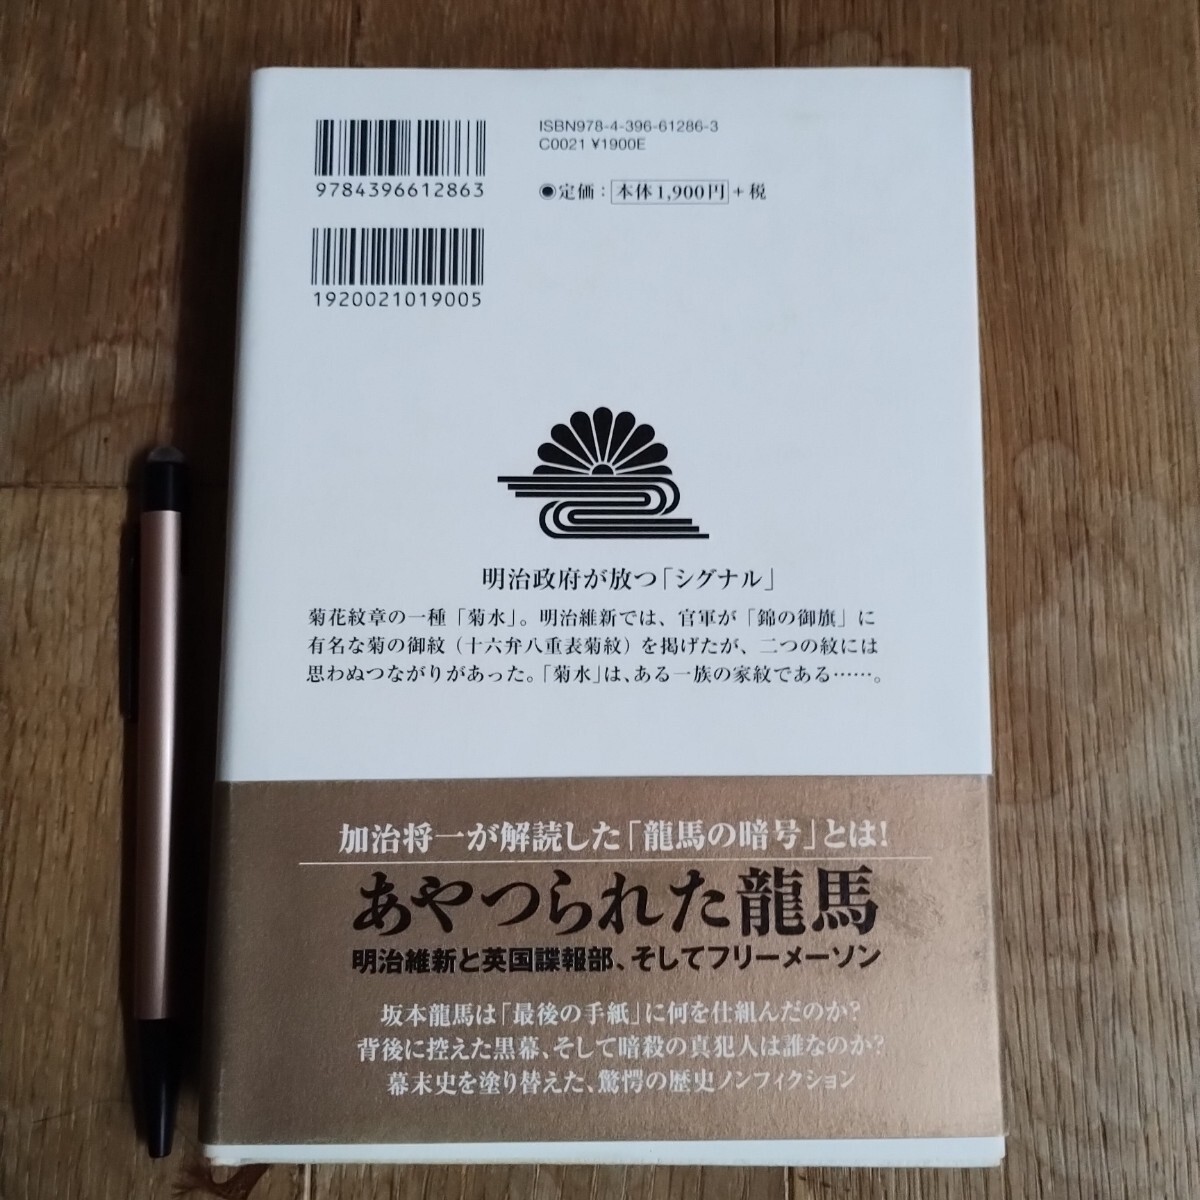 ISBN978-4-396-61286-3
C0021 ¥1900E
9784396612863
◉定価：本体1,900円＋税
1920021019005
明治政府が放つ「シグナル」
菊花紋章の一種「菊水」。明治維新では、官軍が「錦の御旗」に
有名な菊の御紋（十六弁八重表菊紋）を掲げたが、二つの紋には
思わぬつながりがあった。「菊水」は、ある一族の家紋である……。
加治将一が解読した「龍馬の暗号」とは！
あやつられた龍馬
明治維新と英国諜報部、そしてフリーメーソン
坂本龍馬は「最後の手紙」に何を仕組んだのか？
背後に控えた黒幕、そして暗殺の真犯人は誰なのか？
幕末史を塗り替えた、驚愕の歴史ノンフィクション